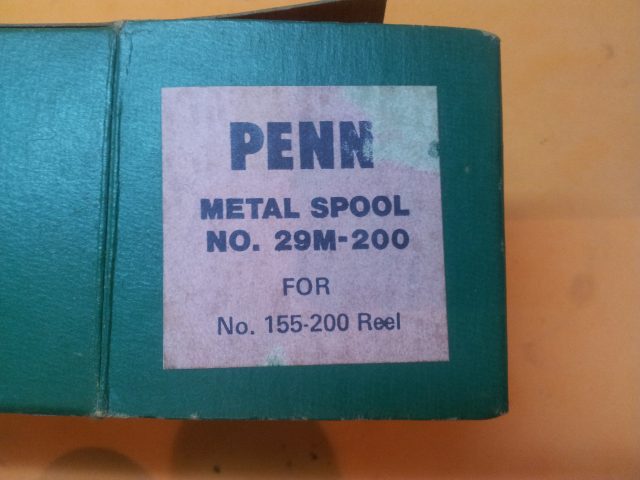 PENN
METAL SPOOL
NO. 29M-200
FOR
No. 155-200 Reel